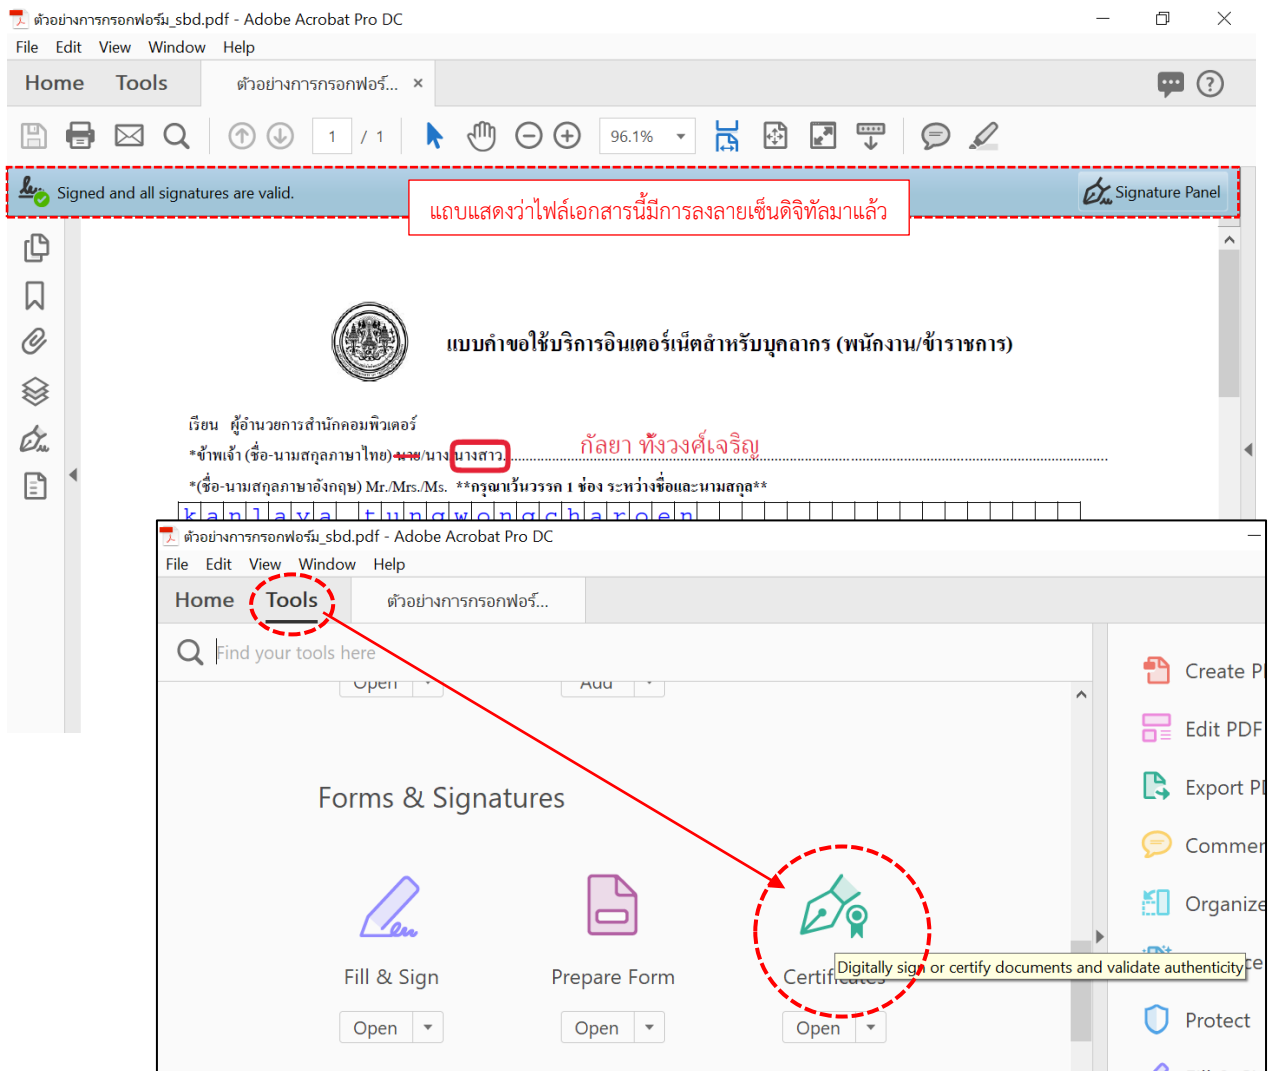 ตัวอย่างการกรอกฟอร์ม_sbd.pdf - Adobe Acrobat Pro DC
File Edit View Window Help
Home Tools ตัวอย่างการกรอกฟอร์... ×
1 / 1 96.1%
Signed and all signatures are valid.
แถบแสดงว่าไฟล์เอกสารนี้มีการลงลายเซ็นดิจิทัลมาแล้ว
Signature Panel
แบบคำขอใช้บริการอินเตอร์เน็ตสำหรับบุคลากร (พนักงาน/ข้าราชการ)
เรียน ผู้อำนวยการสำนักคอมพิวเตอร์
*ข้าพเจ้า (ชื่อ-นามสกุลภาษาไทย) นาย/นาง/นางสาว กัลยา ทั้งวงศ์เจริญ
*(ชื่อ-นามสกุลภาษาอังกฤษ) Mr./Mrs./Ms. **กรุณาเว้นวรรค 1 ช่อง ระหว่างชื่อและนามสกุล**
kanlaya tungwongcharoen
ตัวอย่างการกรอกฟอร์ม_sbd.pdf - Adobe Acrobat Pro DC
File Edit View Window Help
Home Tools ตัวอย่างการกรอกฟอร์...
Find your tools here
Open Add
Create P
Edit PDF
Export P
Commer
Organize
Protect
Forms & Signatures
Fill & Sign Prepare Form Certificates
Digitally sign or certify documents and validate authenticity
Open Open Open